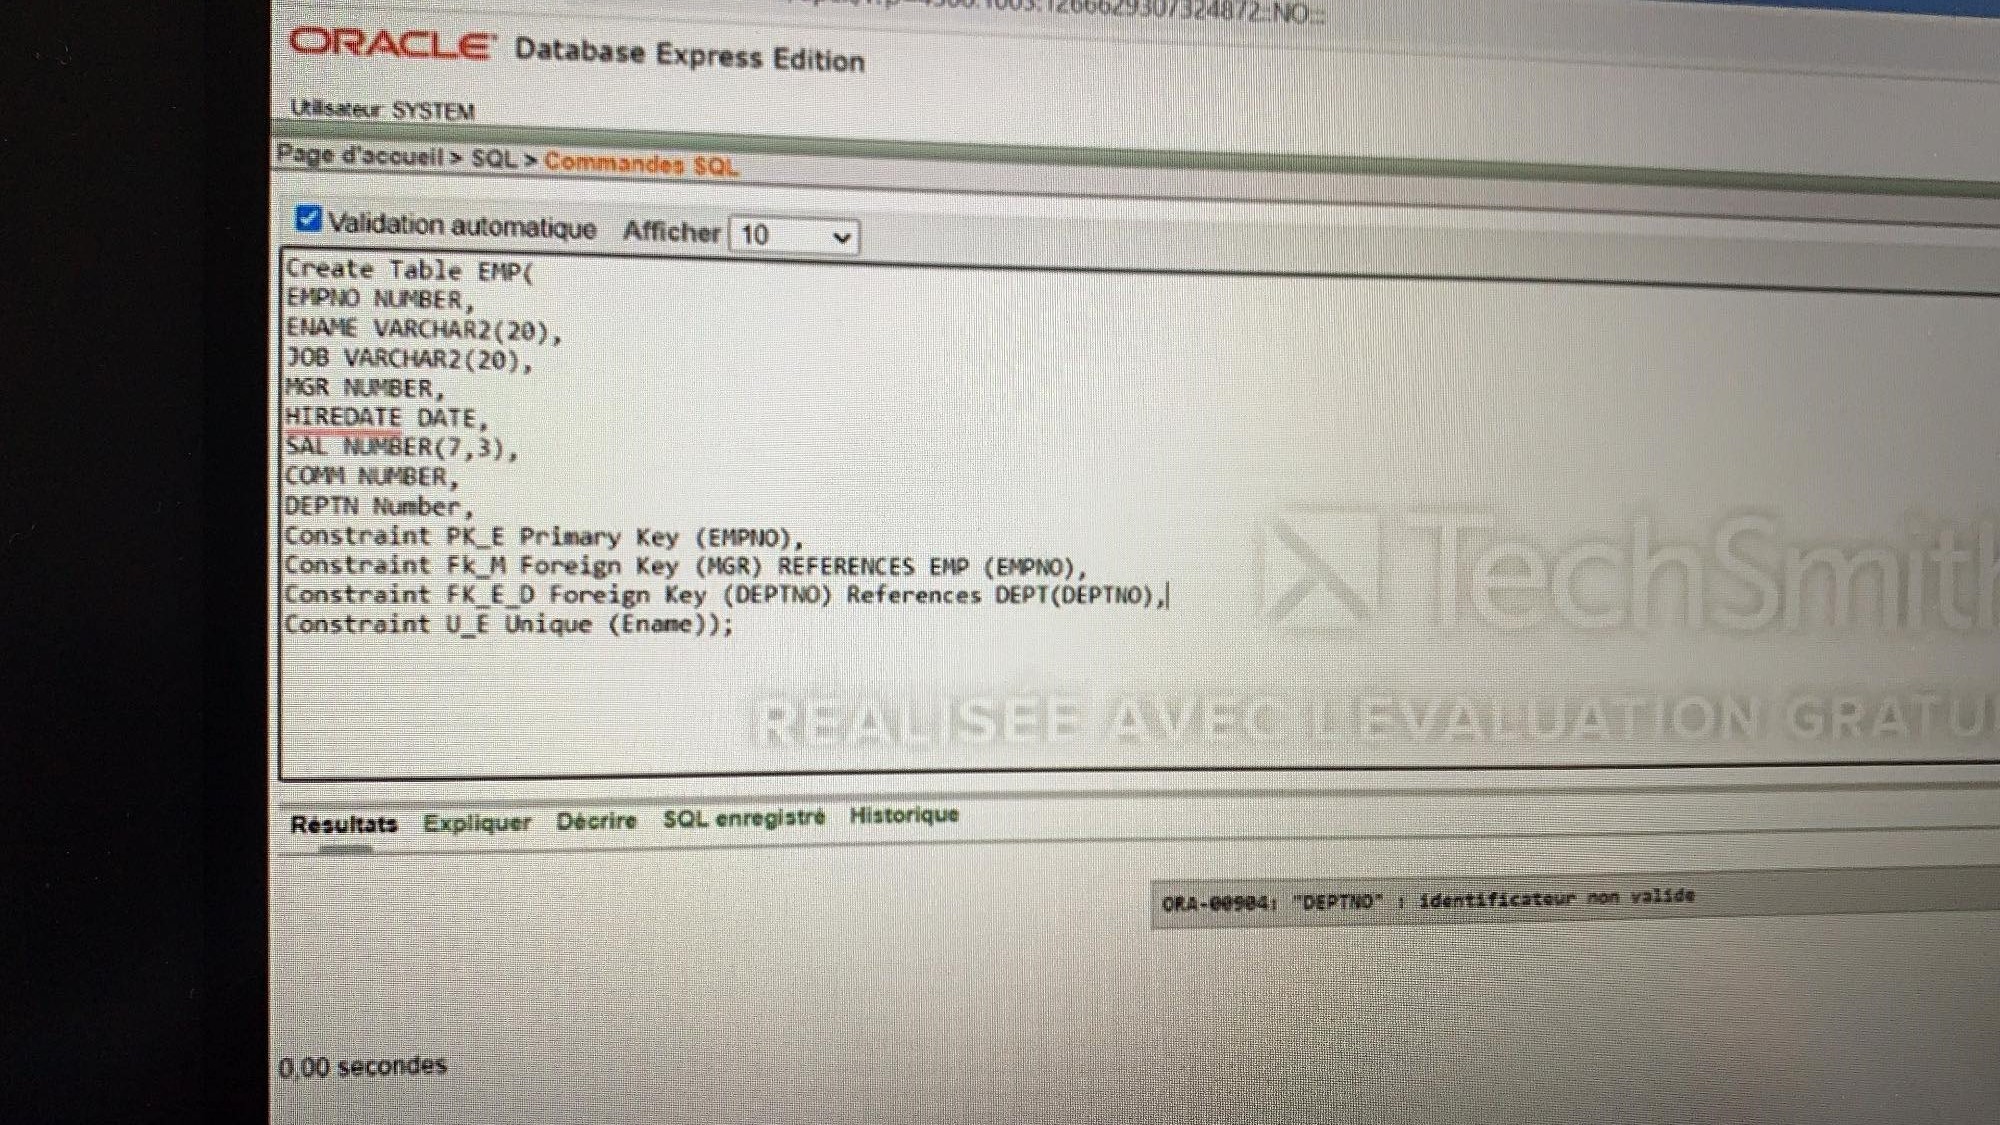 1266629307324872::NO:::
ORACLE Database Express Edition
Utilisateur: SYSTEM
Page d'accueil > SQL > Commandes SQL
Validation automatique Afficher 10
Create Table EMP(
EMPNO NUMBER,
ENAME VARCHAR2(20),
JOB VARCHAR2(20),
MGR NUMBER,
HIREDATE DATE,
SAL NUMBER(7,3),
COMM NUMBER,
DEPTN Number,
Constraint PK_E Primary Key (EMPNO),
Constraint Fk_M Foreign Key (MGR) REFERENCES EMP (EMPNO),
Constraint FK_E_D Foreign Key (DEPTNO) References DEPT(DEPTNO),
Constraint U_E Unique (Ename));
TechSmith
RÉALISÉE AVEC L'ÉVALUATION GRATU
Résultats Expliquer Décrire SQL enregistré Historique
ORA-00904: "DEPTNO" : identificateur non valide
0,00 secondes